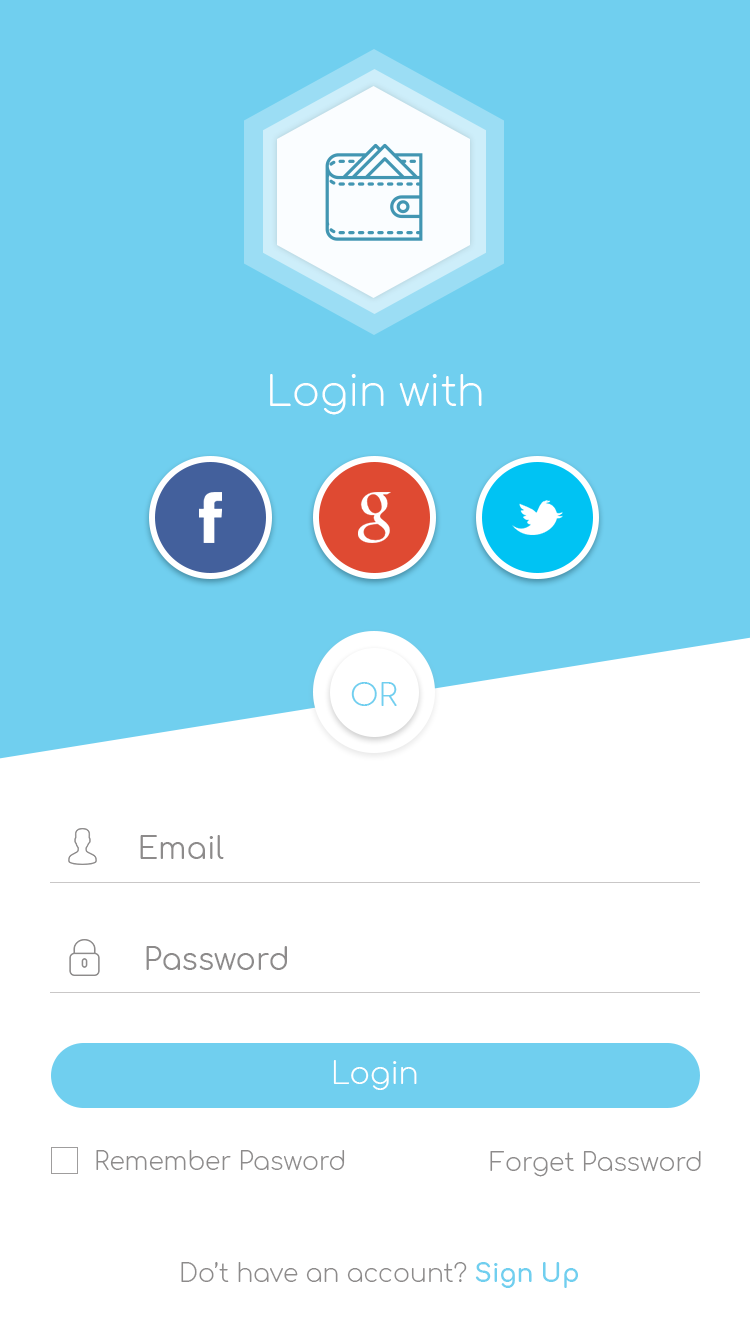 Login with
f
g
OR
Email
Password
Login
Remember Pasword
Forget Password
Do’t have an account? Sign Up